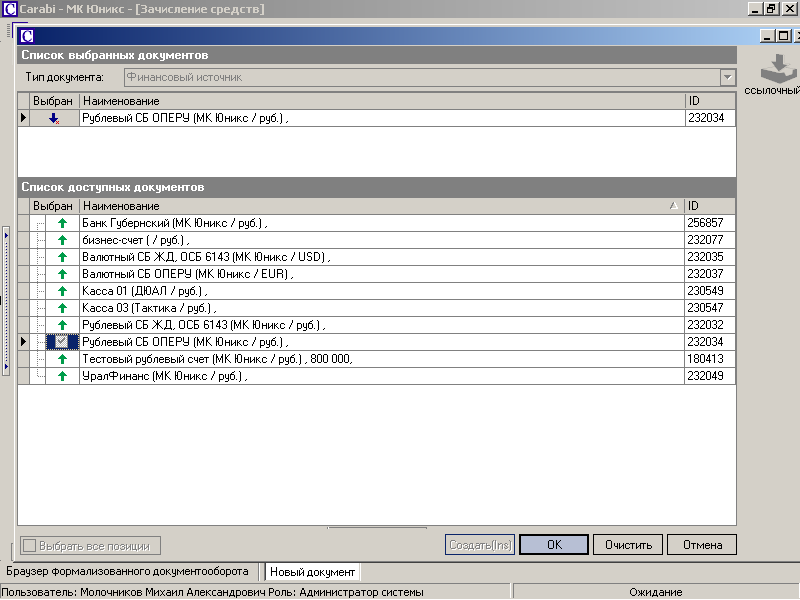 Carabi - МК Юникс - [Зачисление средств]
Список выбранных документов
Тип документа: Финансовый источник
ссылочный
Выбран Наименование ID
Рублевый СБ ОПЕРУ (МК Юникс / руб.) , 232034
Список доступных документов
Выбран Наименование ID
Банк Губернский (МК Юникс / руб.) , 256857
бизнес-счет ( / руб.) , 232077
Валютный СБ ЖД, ОСБ 6143 (МК Юникс / USD) , 232035
Валютный СБ ОПЕРУ (МК Юникс / EUR) , 232037
Касса 01 (ДЮАЛ / руб.) , 230549
Касса 03 (Тактика / руб.) , 230547
Рублевый СБ ЖД, ОСБ 6143 (МК Юникс / руб.) , 232032
Рублевый СБ ОПЕРУ (МК Юникс / руб.) , 232034
Тестовый рублевый счет (МК Юникс / руб.) , 800 000, 180413
УралФинанс (МК Юникс / руб.) , 232049
Выбрать все позиции Создать(Ins) OK Очистить Отмена
Браузер формализованного документооборота Новый документ
Пользователь: Молочников Михаил Александрович Роль: Администратор системы Ожидание